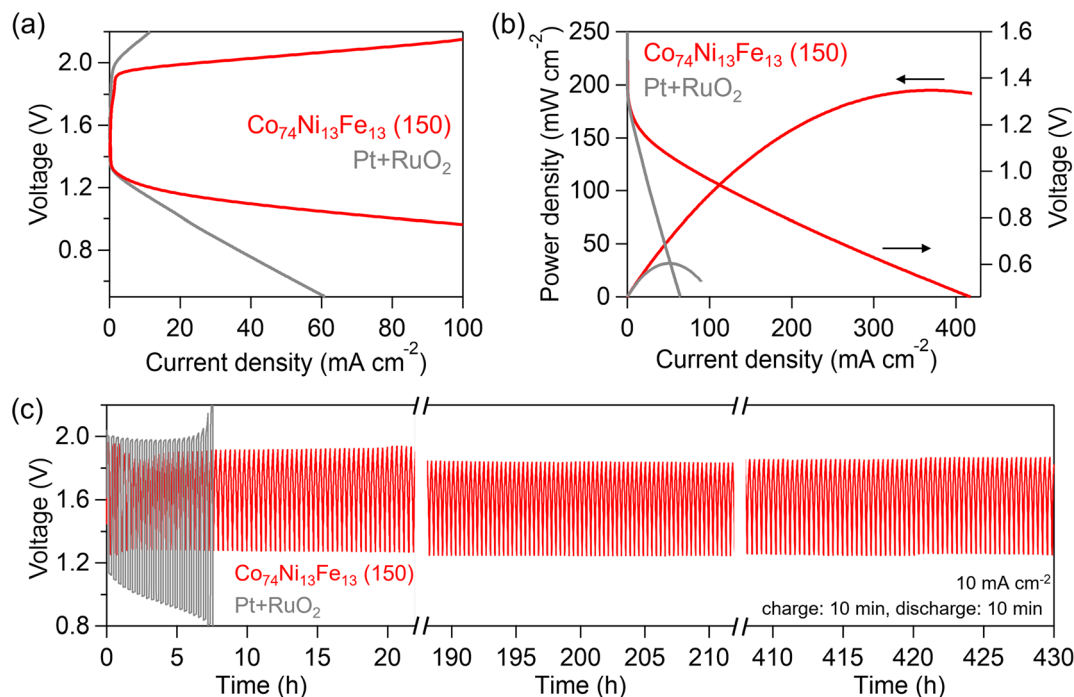 (a)
2.0
1.6
1.2
0.8
Voltage (V)
Co₇₄Ni₁₃Fe₁₃ (150)
Pt+RuO₂
0 20 40 60 80 100
Current density (mA cm⁻²)
(b)
250
200
150
100
50
0
Power density (mW cm⁻²)
Co₇₄Ni₁₃Fe₁₃ (150)
Pt+RuO₂
1.6
1.4
1.2
1.0
0.8
0.6
Voltage (V)
0 100 200 300 400
Current density (mA cm⁻²)
(c)
2.0
1.6
1.2
0.8
Voltage (V)
Co₇₄Ni₁₃Fe₁₃ (150)
Pt+RuO₂
10 mA cm⁻²
charge: 10 min, discharge: 10 min
0 5 10 15 20 190 195 200 205 210 410 415 420 425 430
Time (h) Time (h) Time (h)